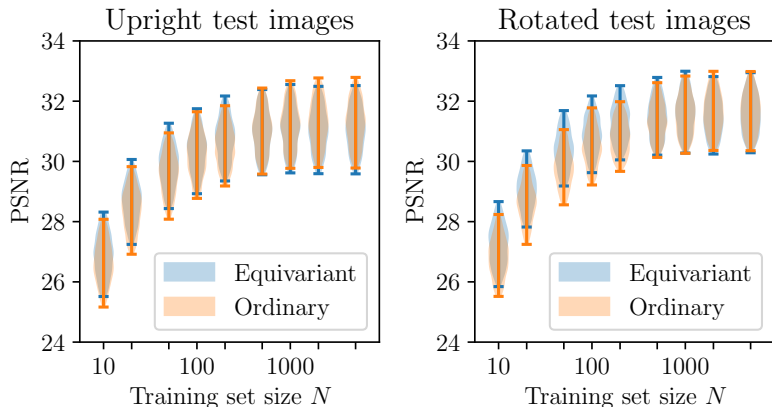 Upright test images
PSNR
34
32
30
28
26
24
Equivariant
Ordinary
10
100
1000
Training set size N
Rotated test images
PSNR
34
32
30
28
26
24
Equivariant
Ordinary
10
100
1000
Training set size N